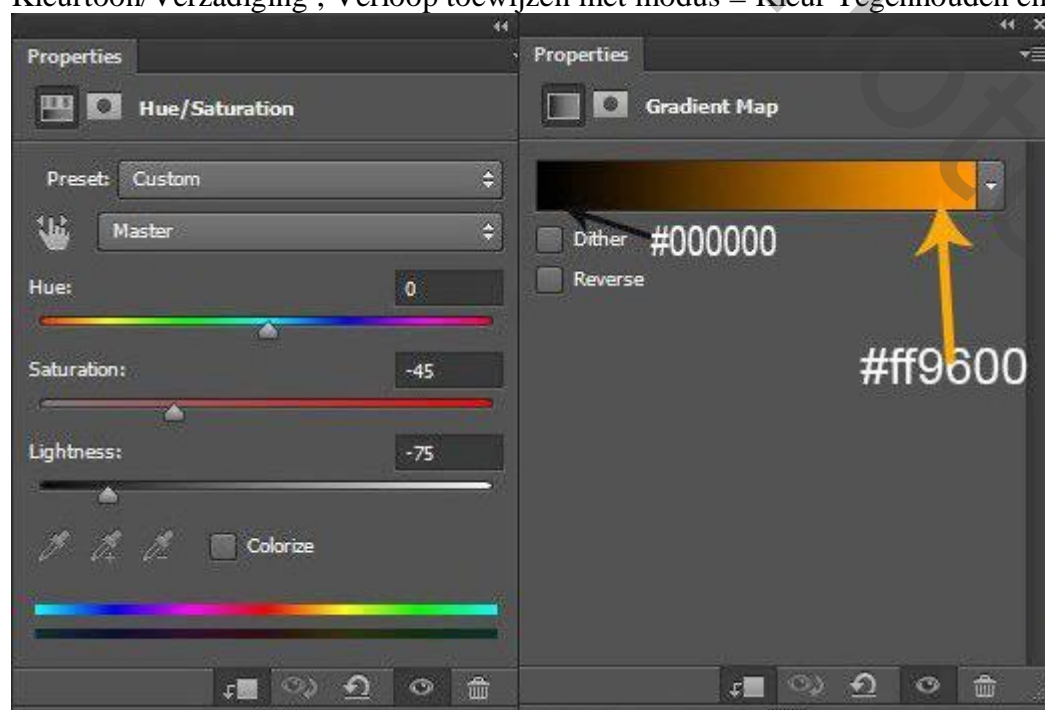 Kleurtoon/Verzadiging ; Verloop toewijzen met modus = Kleur Tegenhouden en
Properties
Hue/Saturation
Preset: Custom
Master
Hue: 0
Saturation: -45
Lightness: -75
Colorize
Properties
Gradient Map
Dither
#000000
Reverse
#ff9600